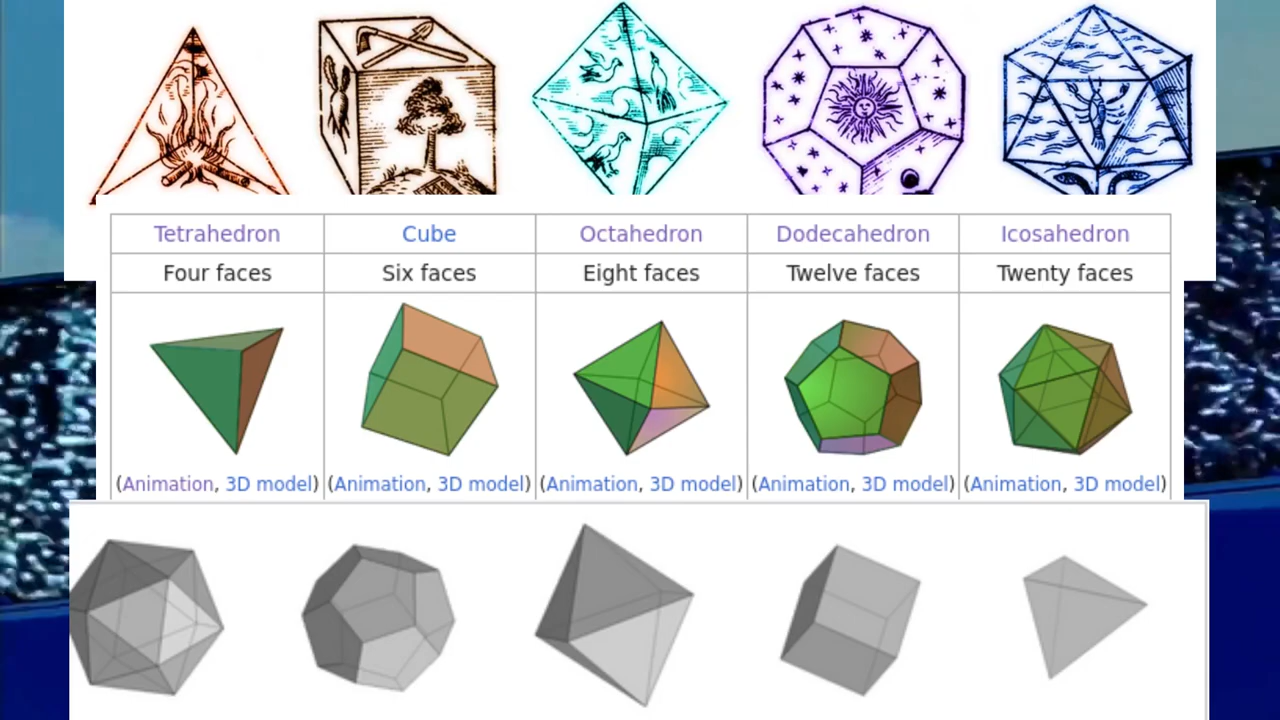 Tetrahedron Cube Octahedron Dodecahedron Icosahedron
Four faces Six faces Eight faces Twelve faces Twenty faces
(Animation, 3D model) (Animation, 3D model) (Animation, 3D model) (Animation, 3D model) (Animation, 3D model)